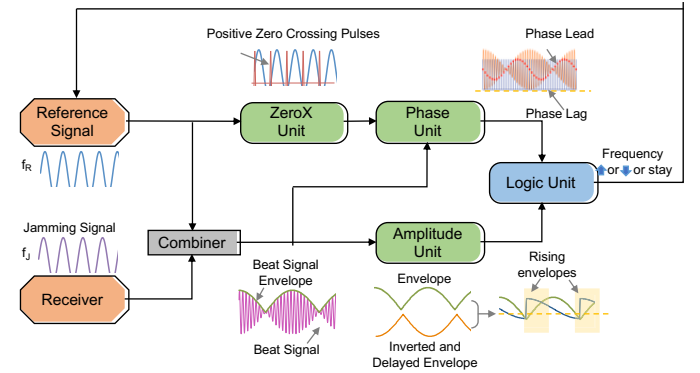 Positive Zero Crossing Pulses
Phase Lead
Phase Lag
Reference
Signal
ZeroX
Unit
Phase
Unit
Frequency
or or stay
Logic Unit
fR
Jamming Signal
fJ
Receiver
Combiner
Amplitude
Unit
Beat Signal
Envelope
Beat Signal
Envelope
Inverted and
Delayed Envelope
Rising
envelopes